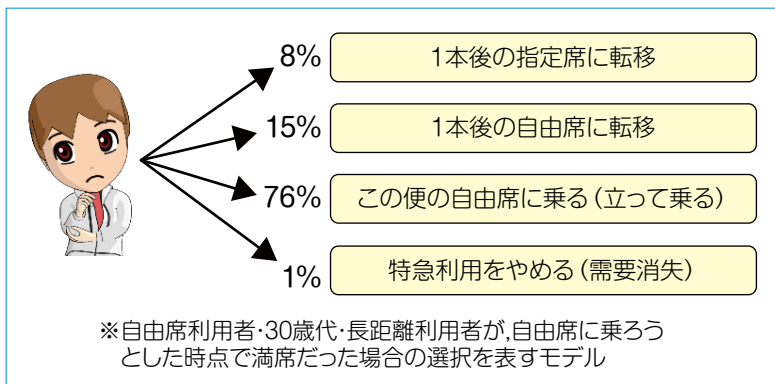 8% 1本後の指定席に転移
15% 1本後の自由席に転移
76% この便の自由席に乗る(立って乗る)
1% 特急利用をやめる(需要消失)
※自由席利用者・30歳代・長距離利用者が,自由席に乗ろう
とした時点で満席だった場合の選択を表すモデル